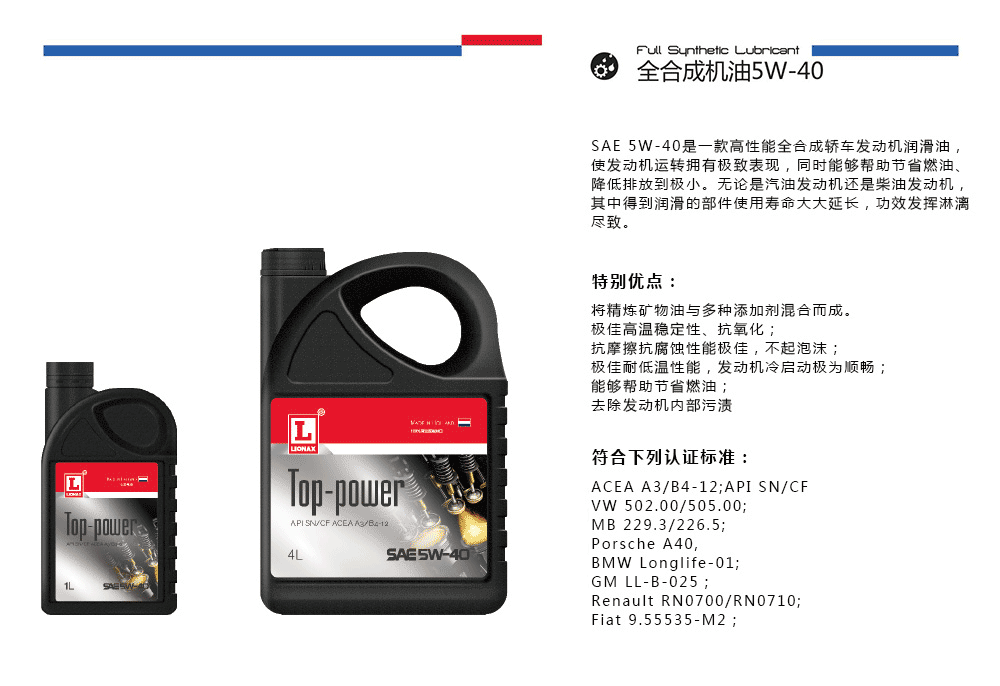 Full Synthetic Lubricant
全合成机油5W-40
SAE 5W-40是一款高性能全合成轿车发动机润滑油，
使发动机运转拥有极致表现，同时能够帮助节省燃油、
降低排放到极小。无论是汽油发动机还是柴油发动机，
其中得到润滑的部件使用寿命大大延长，功效发挥淋漓
尽致。
特别优点：
将精炼矿物油与多种添加剂混合而成。
极佳高温稳定性、抗氧化；
抗摩擦抗腐蚀性能极佳，不起泡沫；
极佳耐低温性能，发动机冷启动极为顺畅；
能够帮助节省燃油；
去除发动机内部污渍
符合下列认证标准：
ACEA A3/B4-12;API SN/CF
VW 502.00/505.00;
MB 229.3/226.5;
Porsche A40,
BMW Longlife-01;
GM LL-B-025；
Renault RN0700/RN0710;
Fiat 9.55535-M2；
L
LEONAX
®
Top-power
API SN/CF ACEA A3/B4-12
4L
SAE 5W-40
L
LEONAX
®
Top-power
1L
SAE 5W-40